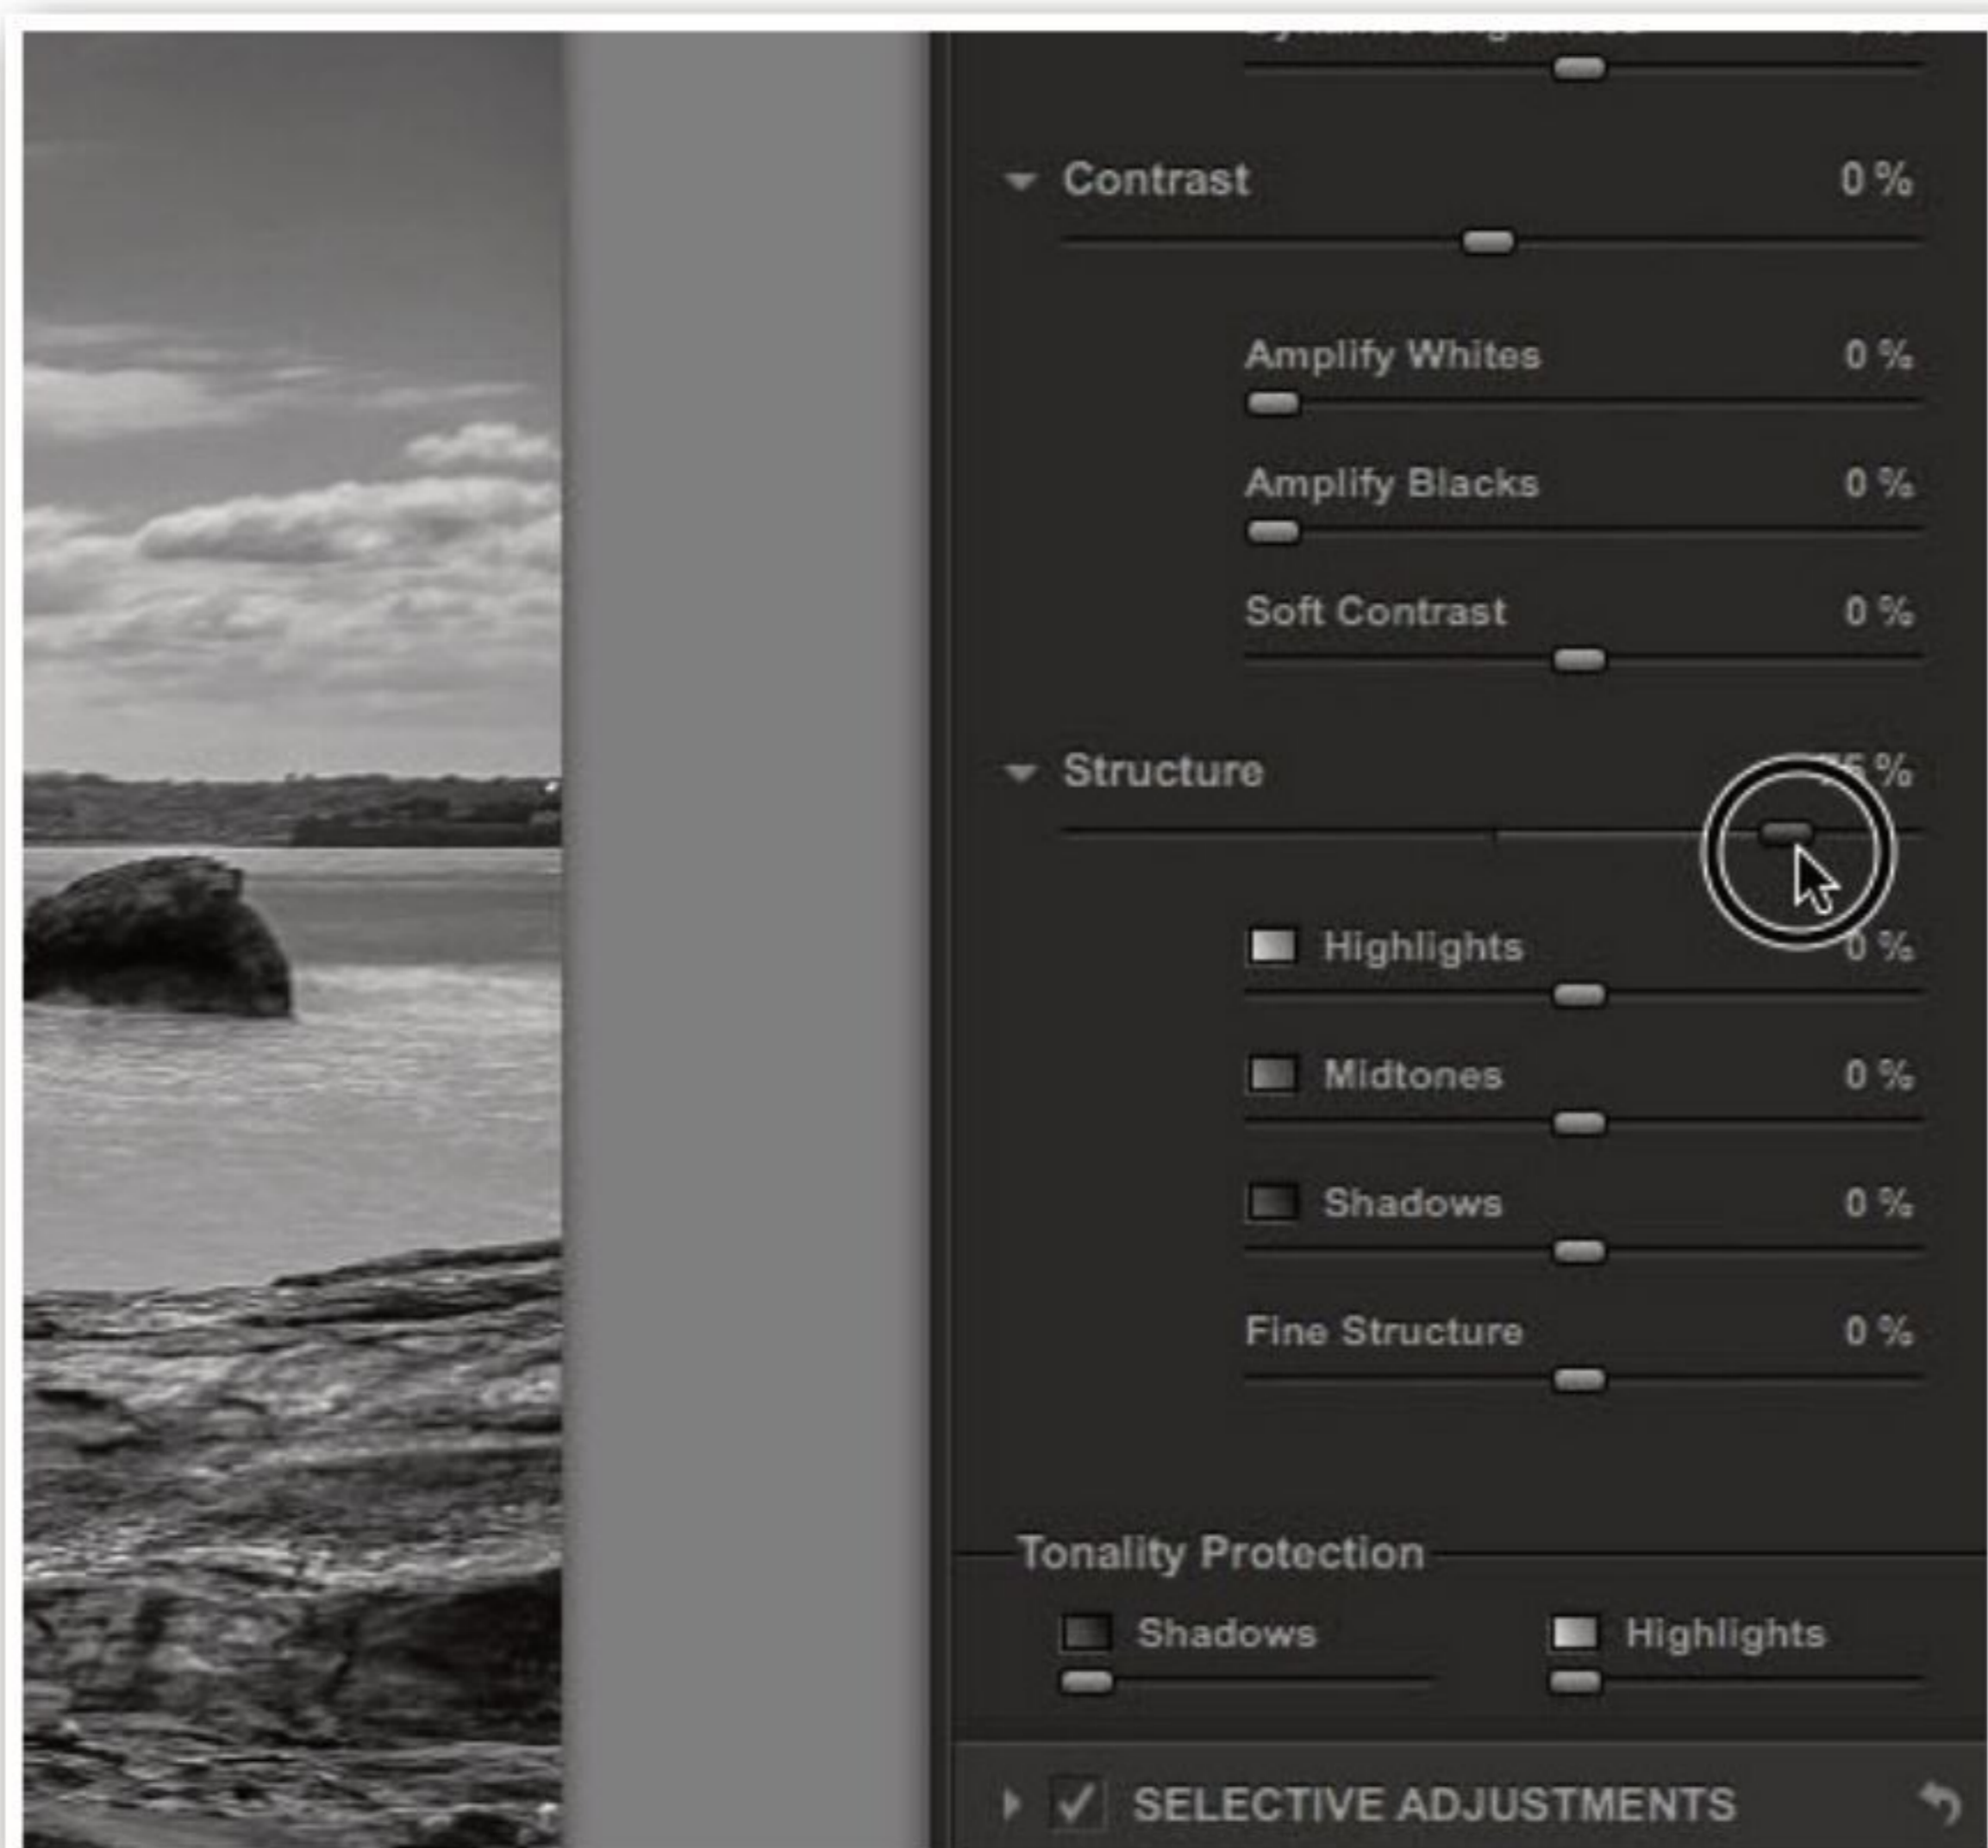 Contrast 0 %
Amplify Whites 0 %
Amplify Blacks 0 %
Soft Contrast 0 %
Structure %
Highlights 0 %
Midtones 0 %
Shadows 0 %
Fine Structure 0 %
Tonality Protection
Shadows Highlights
SELECTIVE ADJUSTMENTS